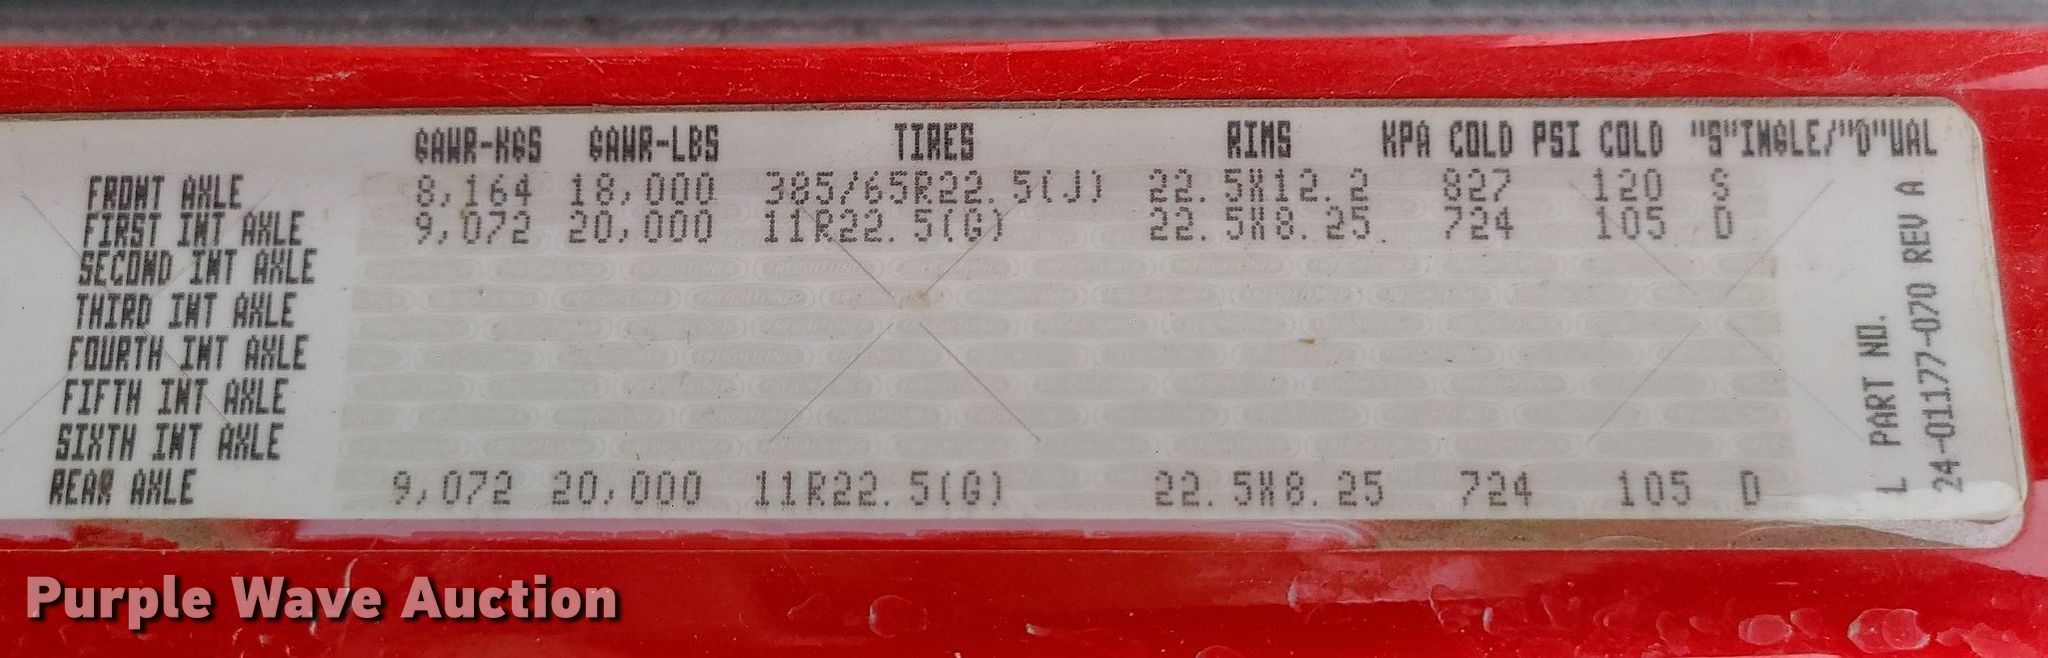 GAWR-KGS GAWR-LBS TIRES RIMS KPA COLD PSI COLD "S"INGLE/"D"UAL
FRONT AXLE 8,164 18,000 385/65R22.5(J) 22.5X12.2 827 120 S
FIRST INT AXLE 9,072 20,000 11R22.5(G) 22.5X8.25 724 105 D
SECOND INT AXLE
THIRD INT AXLE
FOURTH INT AXLE
FIFTH INT AXLE
SIXTH INT AXLE
REAR AXLE 9,072 20,000 11R22.5(G) 22.5X8.25 724 105 D
L PART NO.
24-01177-070 REV A
Purple Wave Auction